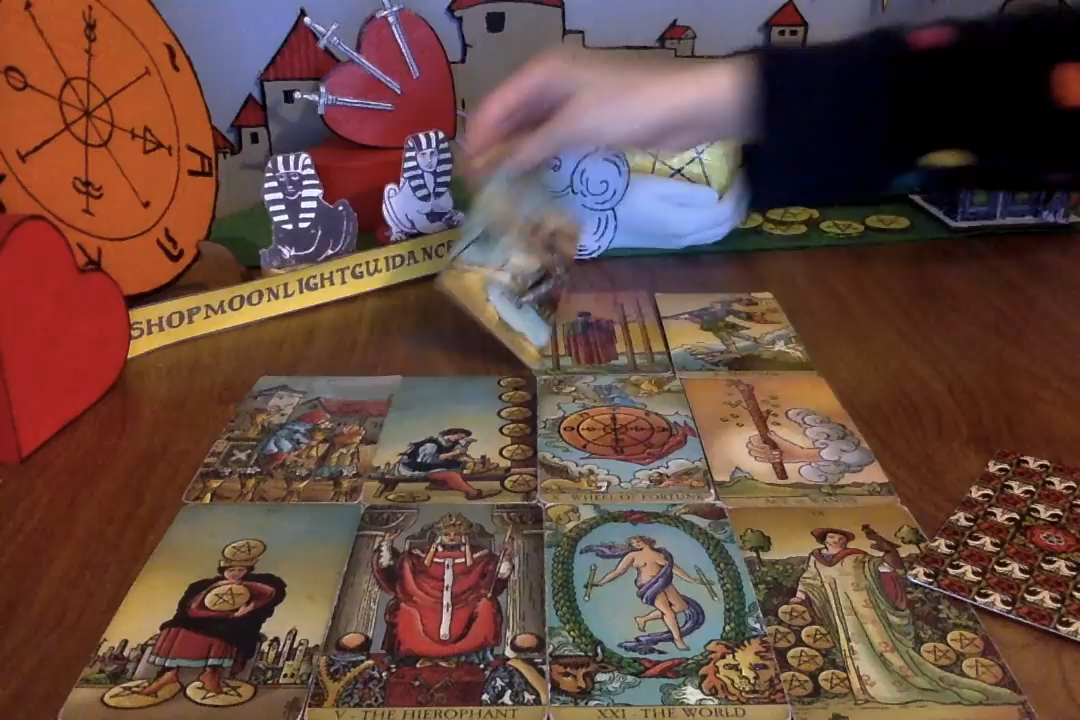 SHOPMOONLIGHTGUIDANCE
X · WHEEL OF FORTUNE
V - THE HIEROPHANT
XXI - THE WORLD